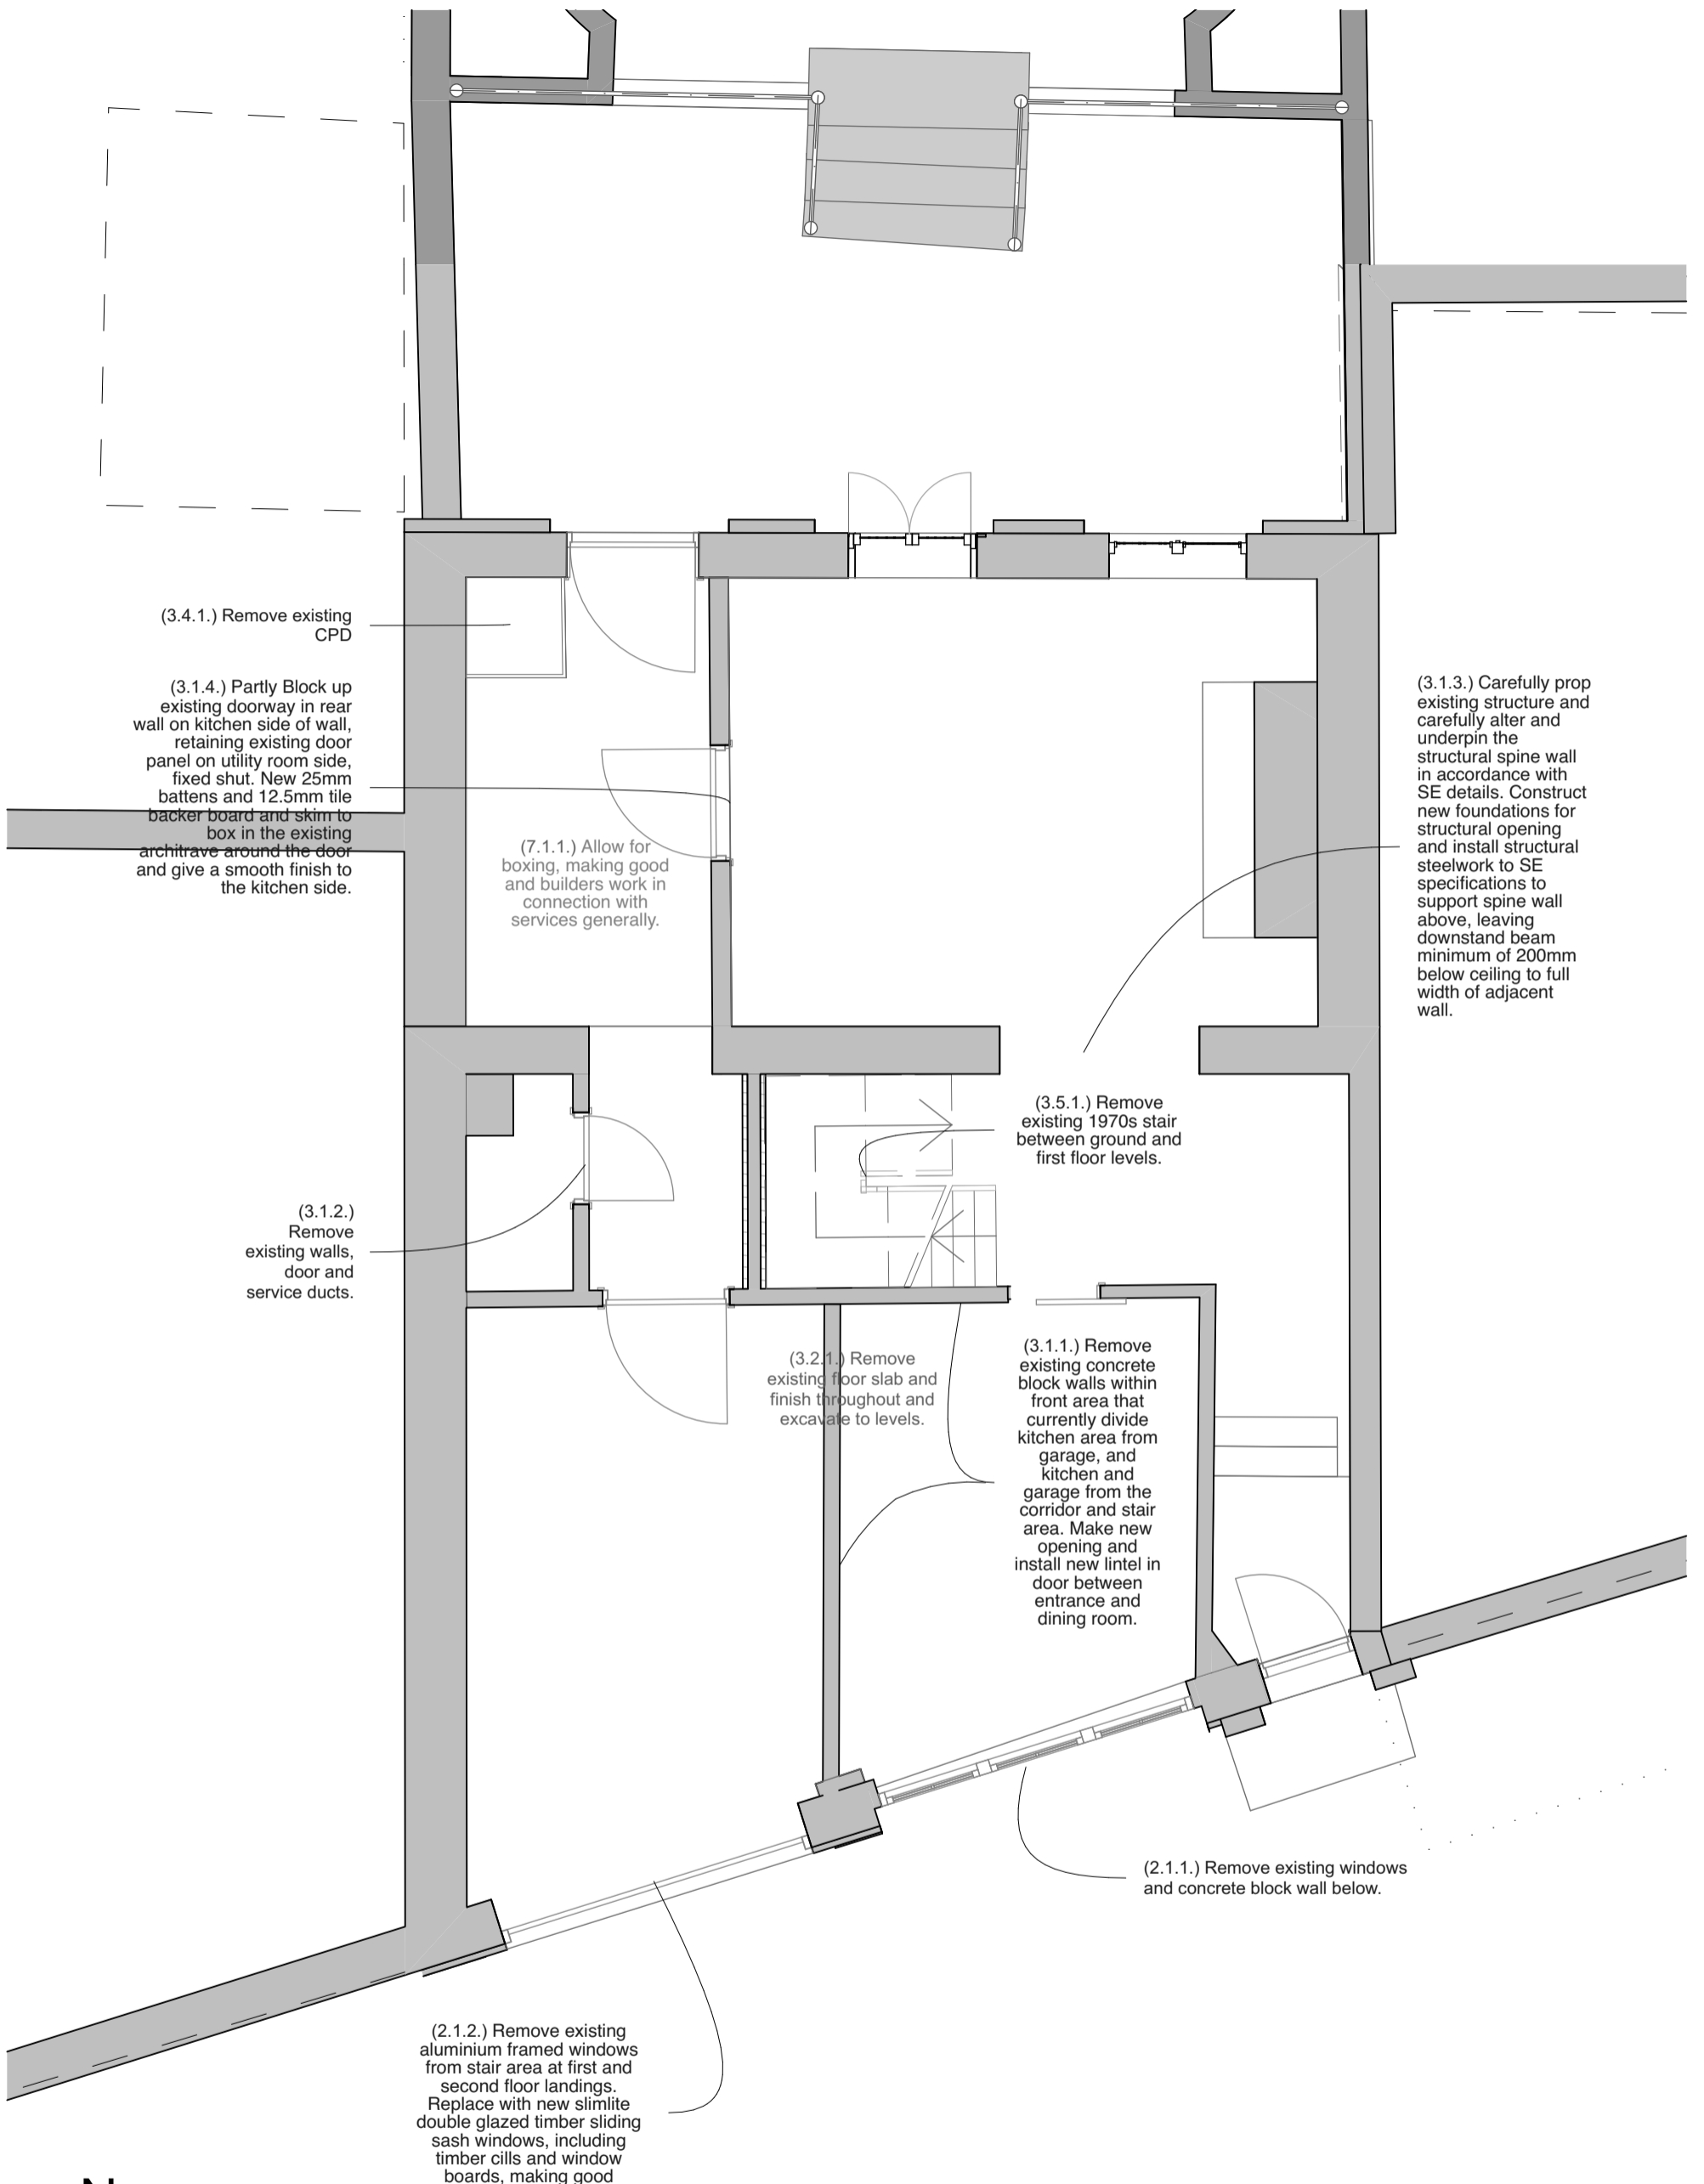 (3.4.1.) Remove existing
CPD
(3.1.4.) Partly Block up
existing doorway in rear
wall on kitchen side of wall,
retaining existing door
panel on utility room side,
fixed shut. New 25mm
battens and 12.5mm tile
backer board and skim to
box in the existing
architrave around the door
and give a smooth finish to
the kitchen side.
(7.1.1.) Allow for
boxing, making good
and builders work in
connection with
services generally.
(3.1.3.) Carefully prop
existing structure and
carefully alter and
underpin the
structural spine wall
in accordance with
SE details. Construct
new foundations for
structural opening
and install structural
steelwork to SE
specifications to
support spine wall
above, leaving
downstand beam
minimum of 200mm
below ceiling to full
width of adjacent
wall.
(3.5.1.) Remove
existing 1970s stair
between ground and
first floor levels.
(3.1.2.)
Remove
existing walls,
door and
service ducts.
(3.2.1.) Remove
existing floor slab and
finish throughout and
excavate to levels.
(3.1.1.) Remove
existing concrete
block walls within
front area that
currently divide
kitchen area from
garage, and
kitchen and
garage from the
corridor and stair
area. Make new
opening and
install new lintel in
door between
entrance and
dining room.
(2.1.1.) Remove existing windows
and concrete block wall below.
(2.1.2.) Remove existing
aluminium framed windows
from stair area at first and
second floor landings.
Replace with new slimlite
double glazed timber sliding
sash windows, including
timber cills and window
boards, making good